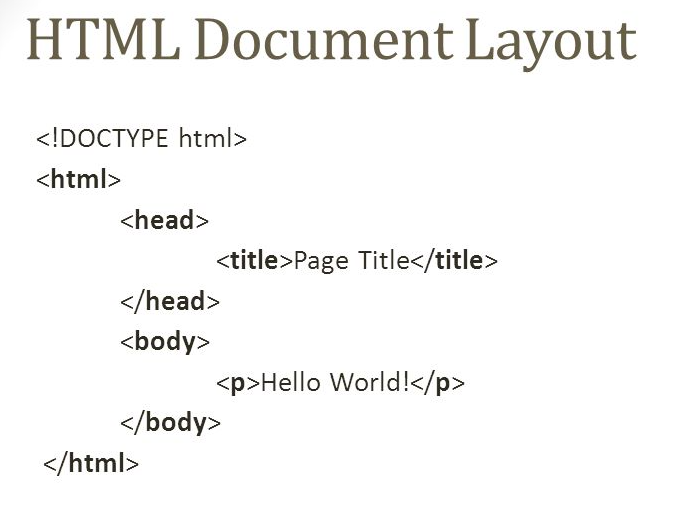 HTML Document Layout
<!DOCTYPE html>
<html>
<head>
<title>Page Title</title>
</head>
<body>
<p>Hello World!</p>
</body>
</html>